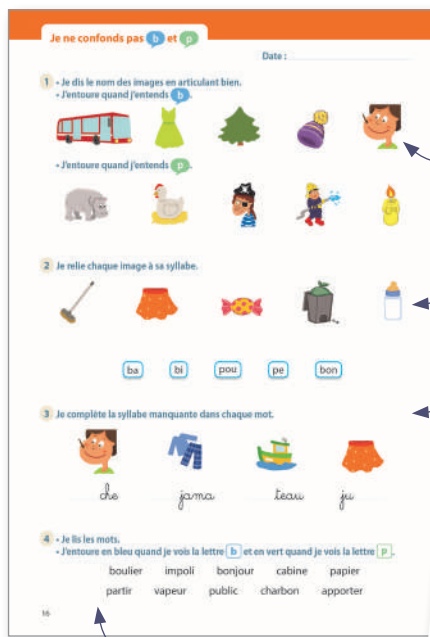 Je ne confonds pas b et p
Date :
1 • Je dis le nom des images en articulant bien.
• J'entoure quand j'entends b.
• J'entoure quand j'entends p.
2 Je relie chaque image à sa syllabe.
ba bi pou pe bon
3 Je complète la syllabe manquante dans chaque mot.
che jama teau ju
4 • Je lis les mots.
• J'entoure en bleu quand je vois la lettre b et en vert quand je vois la lettre p.
boulier impoli bonjour cabine papier
partir vapeur public charbon apporter
16